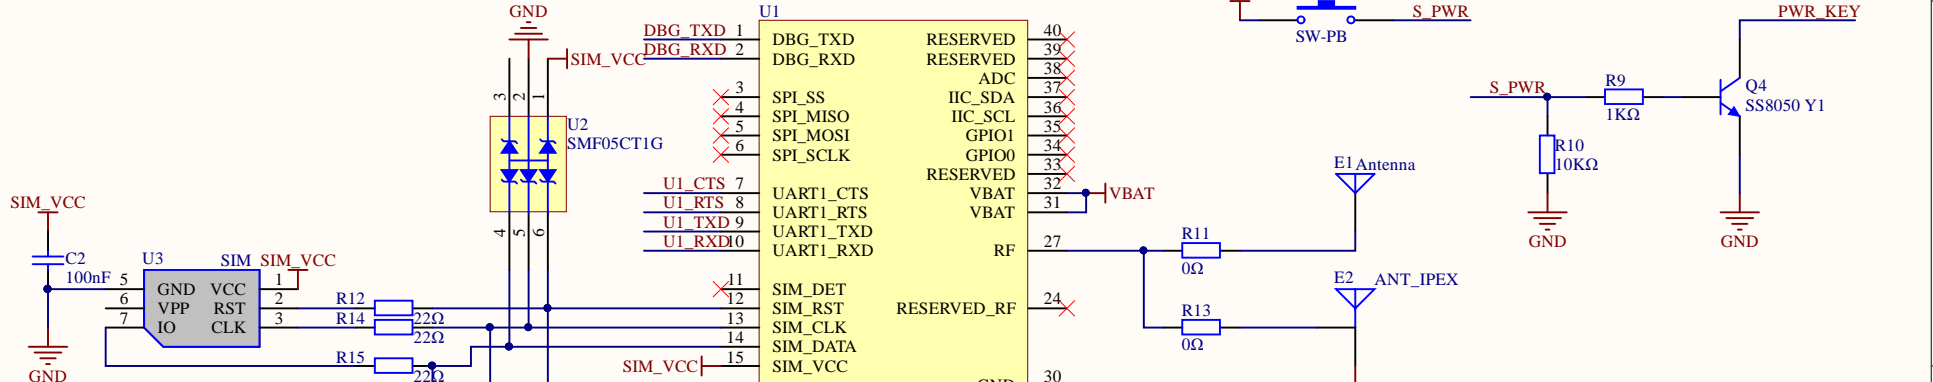 GND
SIM_VCC
3
2
1
U2
SMF05CT1G
4
5
6
SIM_VCC
C2
100nF
U3
SIM
SIM_VCC
5
GND
VCC
1
6
VPP
RST
2
7
IO
CLK
3
GND
R12
22Ω
R14
22Ω
R15
22Ω
U1
DBG_TXD 1 DBG_TXD
DBG_RXD 2 DBG_RXD
3 SPI_SS
4 SPI_MISO
5 SPI_MOSI
6 SPI_SCLK
U1_CTS 7 UART1_CTS
U1_RTS 8 UART1_RTS
U1_TXD 9 UART1_TXD
U1_RXD 10 UART1_RXD
11 SIM_DET
12 SIM_RST
13 SIM_CLK
14 SIM_DATA
SIM_VCC 15 SIM_VCC
RESERVED 40
RESERVED 39
ADC 38
IIC_SDA 37
IIC_SCL 36
GPIO1 35
GPIO0 34
RESERVED 33
VBAT 32
VBAT 31
VBAT
RF 27
RESERVED_RF 24
GND 30
R11
0Ω
R13
0Ω
E1 Antenna
E2 ANT_IPEX
SW-PB
S_PWR
PWR_KEY
S_PWR
R9
1KΩ
Q4
SS8050 Y1
R10
10KΩ
GND
GND